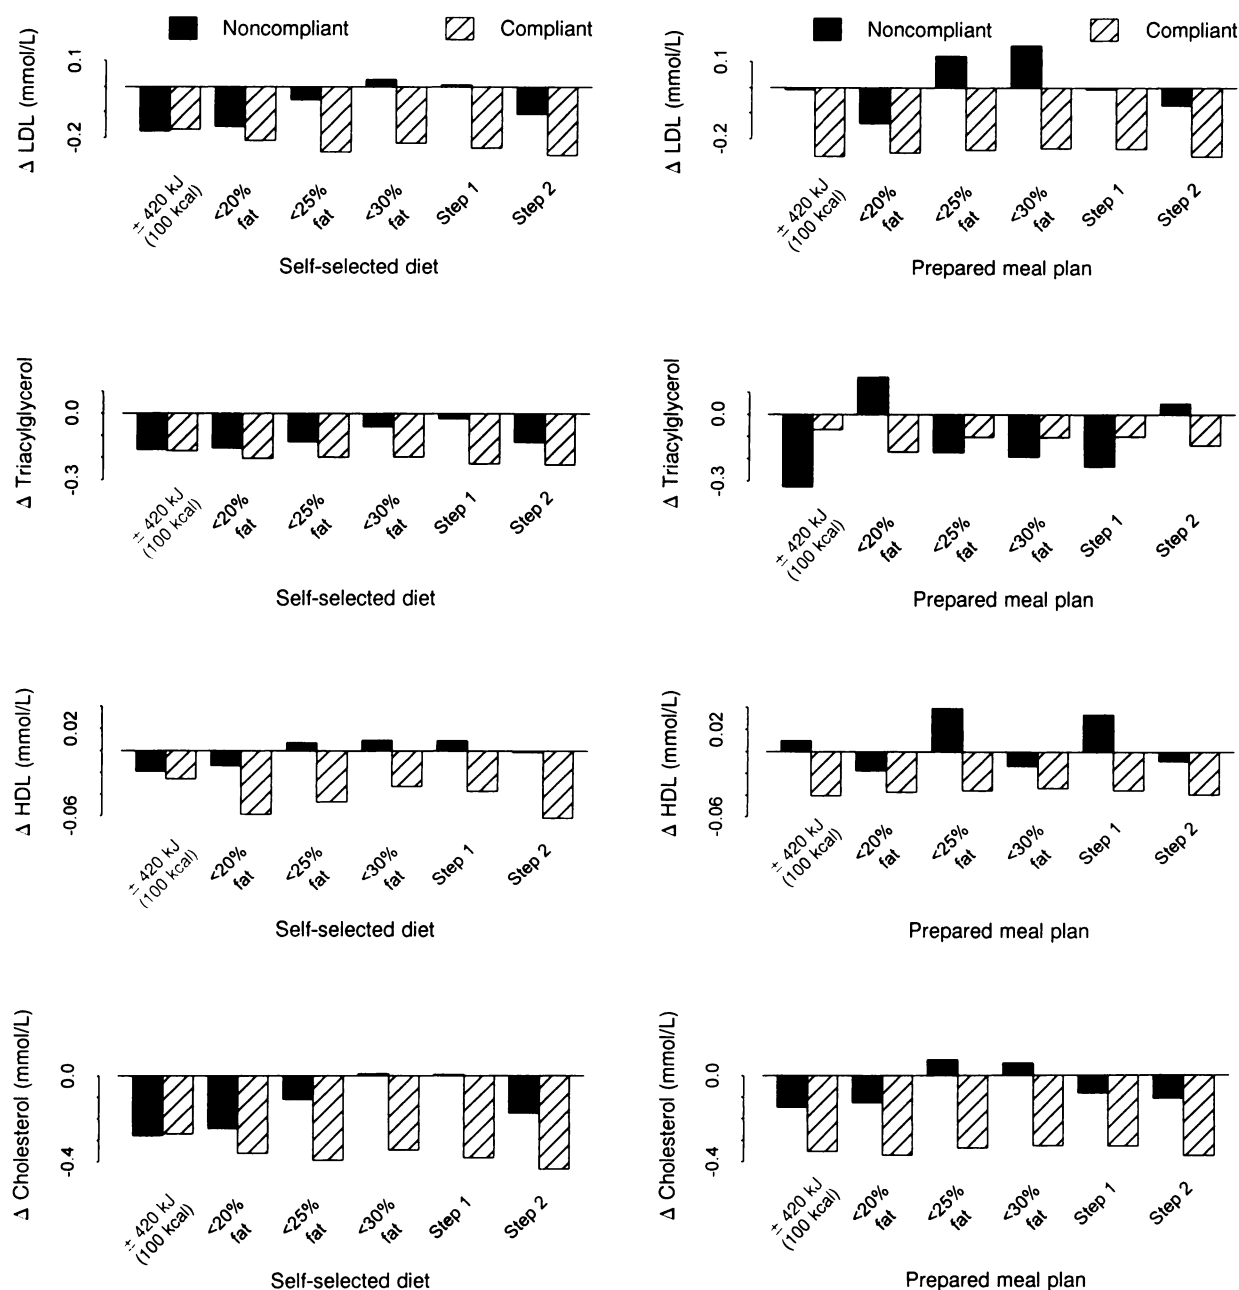 Noncompliant Compliant
Δ LDL (mmol/L)
0.1
-0.2
± 420 kJ
(100 kcal)
<20%
fat
<25%
fat
<30%
fat
Step 1
Step 2
Self-selected diet
Noncompliant Compliant
Δ LDL (mmol/L)
0.1
-0.2
± 420 kJ
(100 kcal)
<20%
fat
<25%
fat
<30%
fat
Step 1
Step 2
Prepared meal plan
Δ Triacylglycerol
0.0
-0.3
± 420 kJ
(100 kcal)
<20%
fat
<25%
fat
<30%
fat
Step 1
Step 2
Self-selected diet
Δ Triacylglycerol
0.0
-0.3
± 420 kJ
(100 kcal)
<20%
fat
<25%
fat
<30%
fat
Step 1
Step 2
Prepared meal plan
Δ HDL (mmol/L)
0.02
-0.06
± 420 kJ
(100 kcal)
<20%
fat
<25%
fat
<30%
fat
Step 1
Step 2
Self-selected diet
Δ HDL (mmol/L)
0.02
-0.06
± 420 kJ
(100 kcal)
<20%
fat
<25%
fat
<30%
fat
Step 1
Step 2
Prepared meal plan
Δ Cholesterol (mmol/L)
0.0
-0.4
± 420 kJ
(100 kcal)
<20%
fat
<25%
fat
<30%
fat
Step 1
Step 2
Self-selected diet
Δ Cholesterol (mmol/L)
0.0
-0.4
± 420 kJ
(100 kcal)
<20%
fat
<25%
fat
<30%
fat
Step 1
Step 2
Prepared meal plan